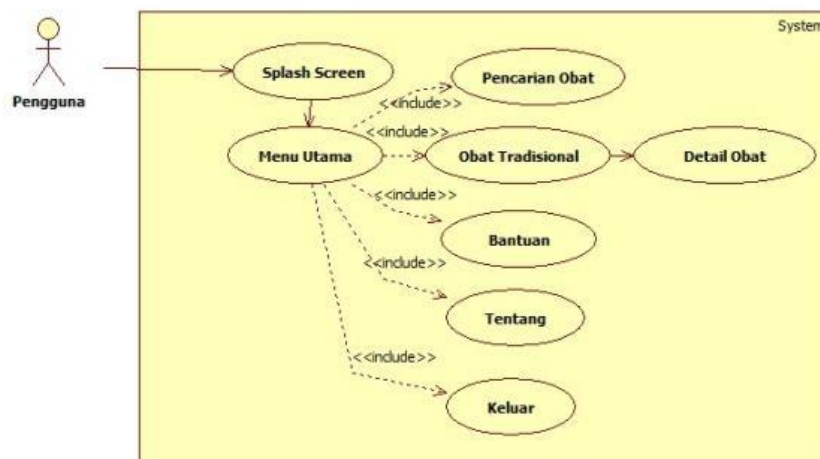 System
Pengguna
Splash Screen
Pencarian Obat
<<include>>
<<include>>
Menu Utama
Obat Tradisional
Detail Obat
<<include>>
Bantuan
<<include>>
Tentang
<<include>>
Keluar